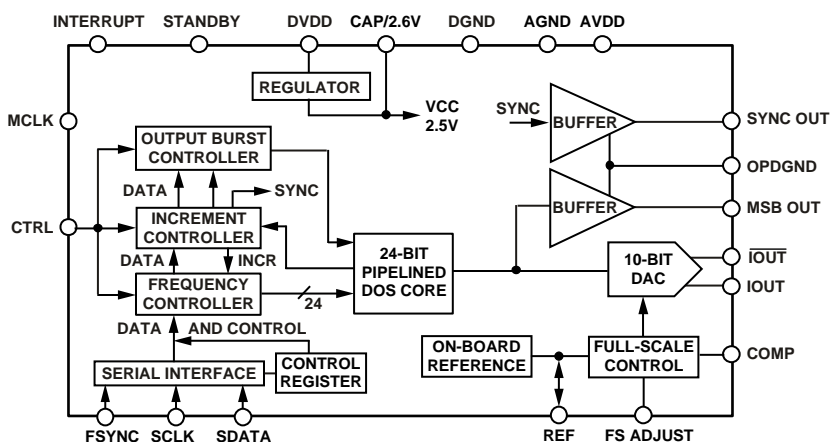 INTERRUPT
STANDBY
DVDD
CAP/2.6V
DGND
AGND
AVDD
REGULATOR
VCC
2.5V
MCLK
OUTPUT BURST
CONTROLLER
SYNC
BUFFER
SYNC OUT
OPDGND
DATA
SYNC
BUFFER
MSB OUT
CTRL
INCREMENT
CONTROLLER
24-BIT
PIPELINED
DOS CORE
10-BIT
DAC
IOUT
IOUT
DATA
INCR
FREQUENCY
CONTROLLER
24
DATA
AND CONTROL
ON-BOARD
REFERENCE
FULL-SCALE
CONTROL
COMP
SERIAL INTERFACE
CONTROL
REGISTER
FSYNC
SCLK
SDATA
REF
FS ADJUST